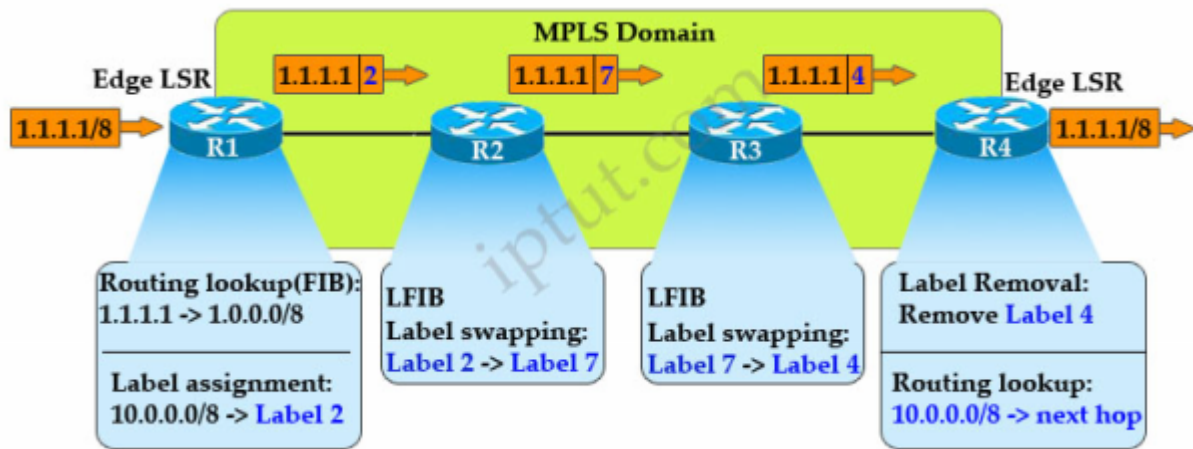 MPLS Domain
1.1.1.1 2
1.1.1.1 7
1.1.1.1 4
Edge LSR
Edge LSR
1.1.1.1/8
R1
R2
R3
R4
1.1.1.1/8
iptut.com
Routing lookup(FIB):
1.1.1.1 -> 1.0.0.0/8
Label assignment:
10.0.0.0/8 -> Label 2
LFIB
Label swapping:
Label 2 -> Label 7
LFIB
Label swapping:
Label 7 -> Label 4
Label Removal:
Remove Label 4
Routing lookup:
10.0.0.0/8 -> next hop